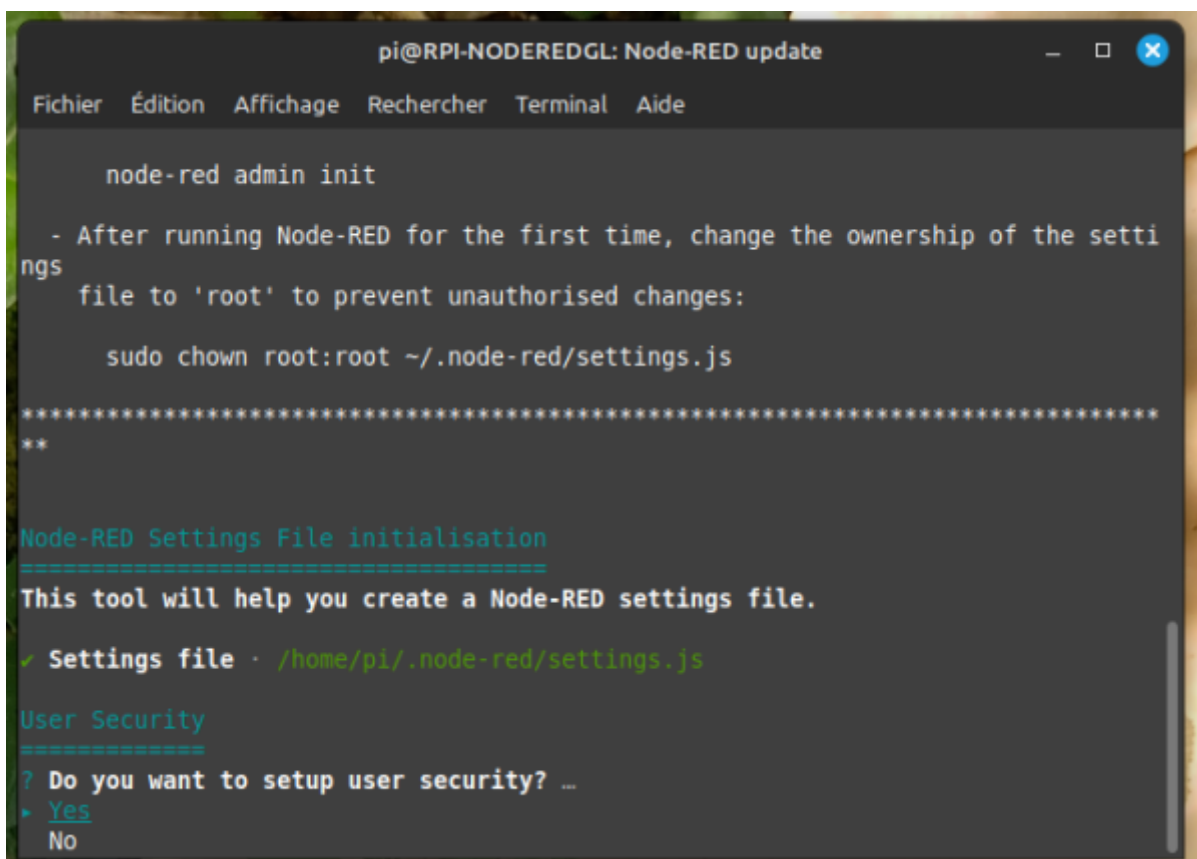 pi@RPI-NODEREDGL: Node-RED update
Fichier Édition Affichage Rechercher Terminal Aide
node-red admin init
- After running Node-RED for the first time, change the ownership of the setti
ngs
file to 'root' to prevent unauthorised changes:
sudo chown root:root ~/.node-red/settings.js
********************************************************************************
**
Node-RED Settings File initialisation
=====================================
This tool will help you create a Node-RED settings file.
✔ Settings file · /home/pi/.node-red/settings.js
User Security
=============
? Do you want to setup user security? …
▸ Yes
No